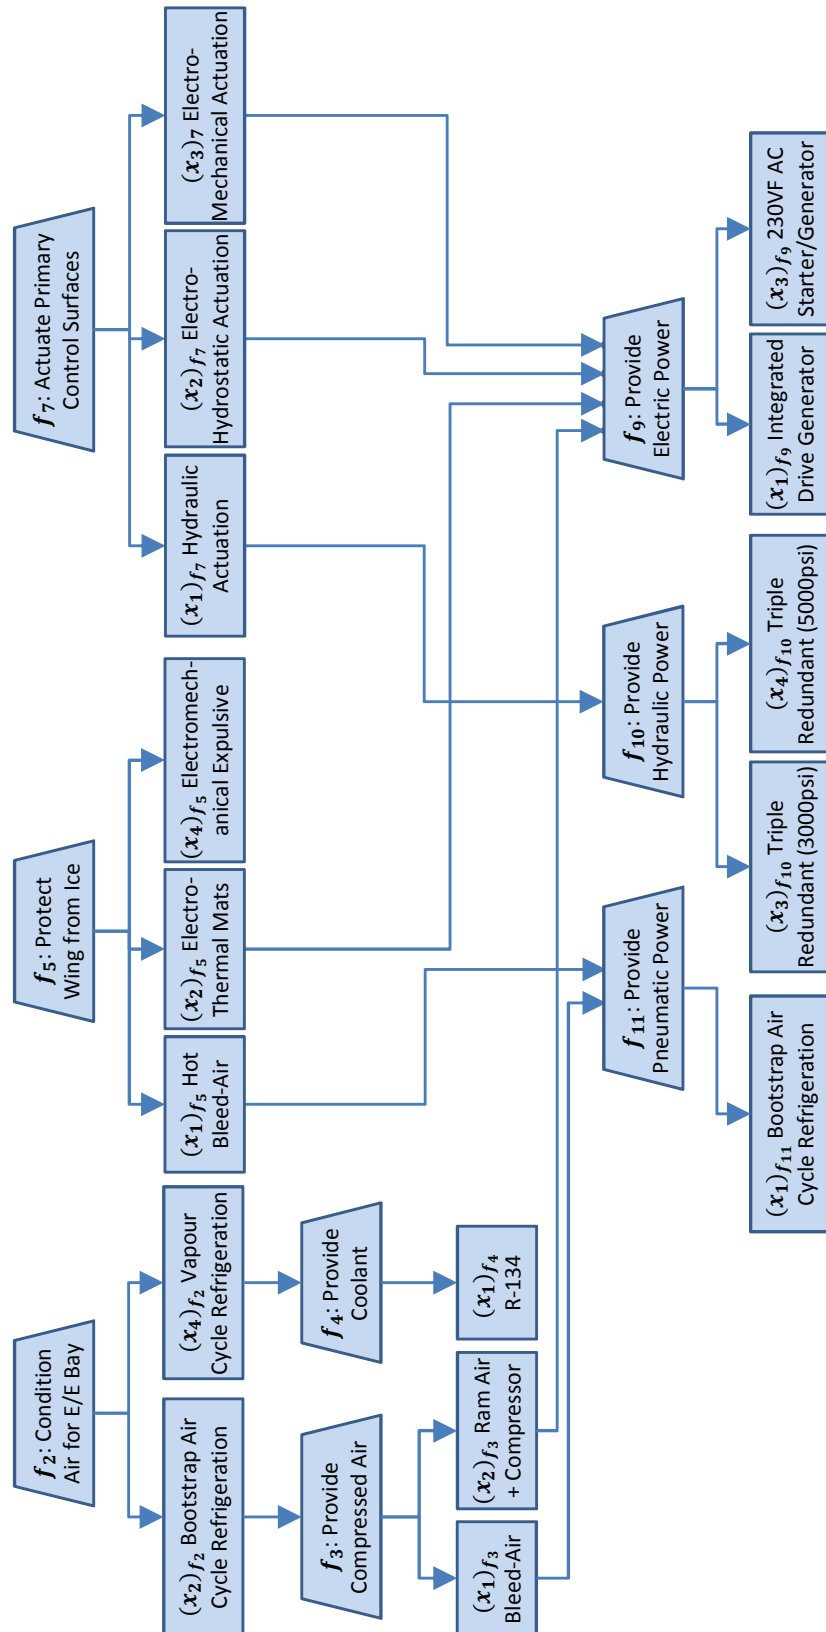 f₂: Condition
Air for E/E Bay
f₅: Protect
Wing from Ice
f₇: Actuate Primary
Control Surfaces
(x₂)f₂ Bootstrap Air
Cycle Refrigeration
(x₄)f₂ Vapour
Cycle Refrigeration
(x₁)f₅ Hot
Bleed-Air
(x₂)f₅ Electro-
Thermal Mats
(x₄)f₅ Electromech-
anical Expulsive
(x₁)f₇ Hydraulic
Actuation
(x₂)f₇ Electro-
Hydrostatic Actuation
(x₃)₇ Electro-
Mechanical Actuation
f₃: Provide
Compressed Air
f₄: Provide
Coolant
(x₁)f₃
Bleed-Air
(x₂)f₃ Ram Air
+ Compressor
(x₁)f₄
R-134
f₁₁: Provide
Pneumatic Power
f₁₀: Provide
Hydraulic Power
f₉: Provide
Electric Power
(x₁)f₁₁ Bootstrap Air
Cycle Refrigeration
(x₃)f₁₀ Triple
Redundant (3000psi)
(x₄)f₁₀ Triple
Redundant (5000psi)
(x₁)f₉ Integrated
Drive Generator
(x₃)f₉ 230VF AC
Starter/Generator